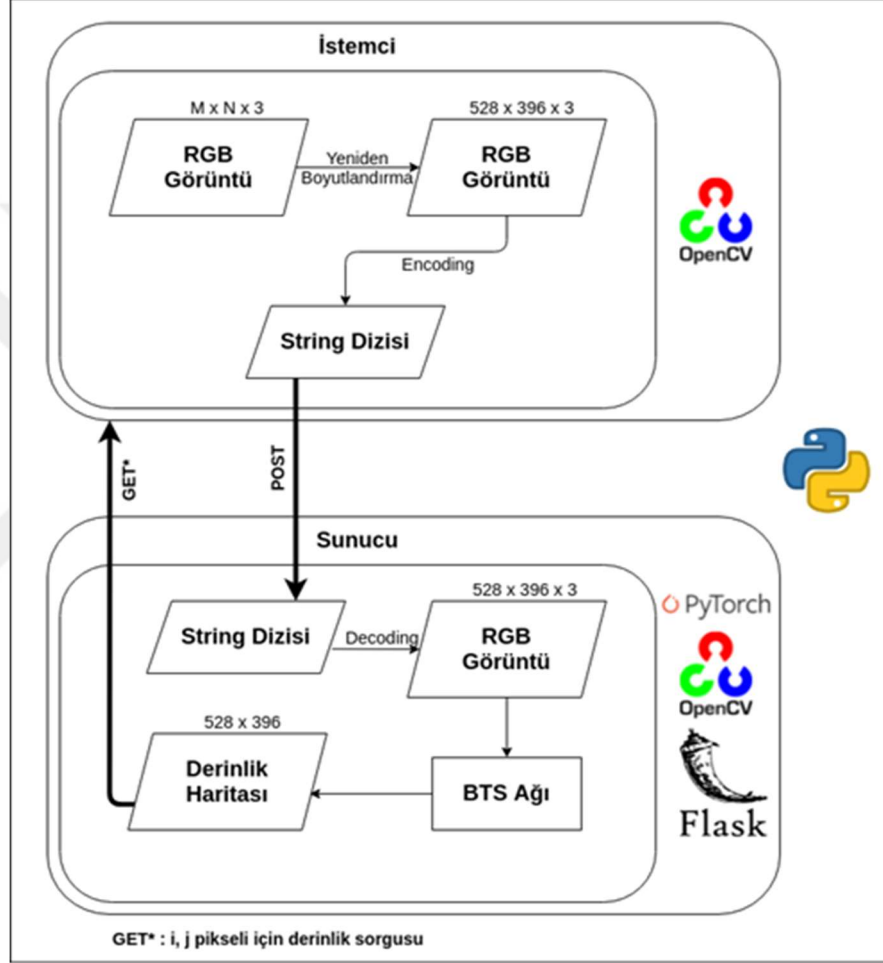 İstemci
M x N x 3
RGB
Görüntü
Yeniden
Boyutlandırma
528 x 396 x 3
RGB
Görüntü
OpenCV
Encoding
String Dizisi
GET*
POST
Sunucu
String Dizisi
Decoding
528 x 396 x 3
RGB
Görüntü
PyTorch
OpenCV
528 x 396
Derinlik
Haritası
BTS Ağı
Flask
GET* : i, j pikseli için derinlik sorgusu